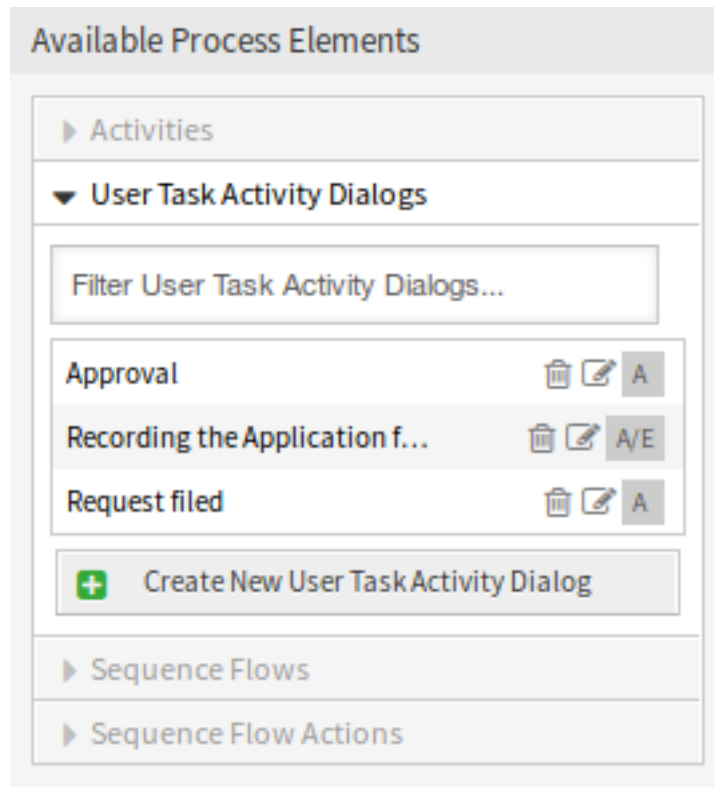 Available Process Elements
Activities
User Task Activity Dialogs
Filter User Task Activity Dialogs...
Approval A
Recording the Application f... A/E
Request filed A
Create New User Task Activity Dialog
Sequence Flows
Sequence Flow Actions